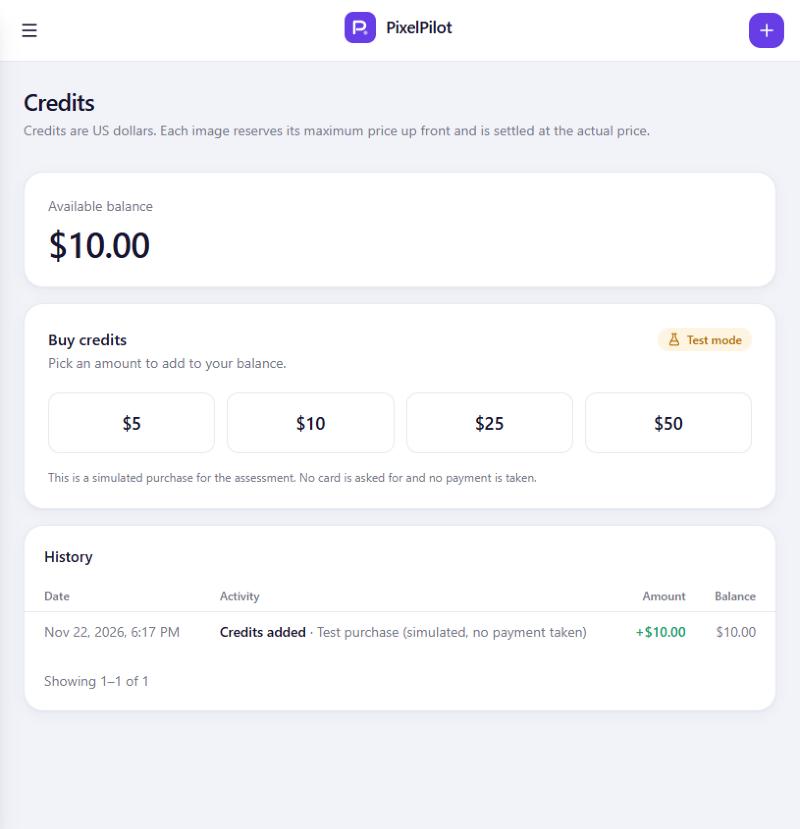 PixelPilot
Credits
Credits are US dollars. Each image reserves its maximum price up front and is settled at the actual price.
Available balance
$10.00
Buy credits
Test mode
Pick an amount to add to your balance.
$5 $10 $25 $50
This is a simulated purchase for the assessment. No card is asked for and no payment is taken.
History
Date Activity Amount Balance
Nov 22, 2026, 6:17 PM Credits added · Test purchase (simulated, no payment taken) +$10.00 $10.00
Showing 1–1 of 1